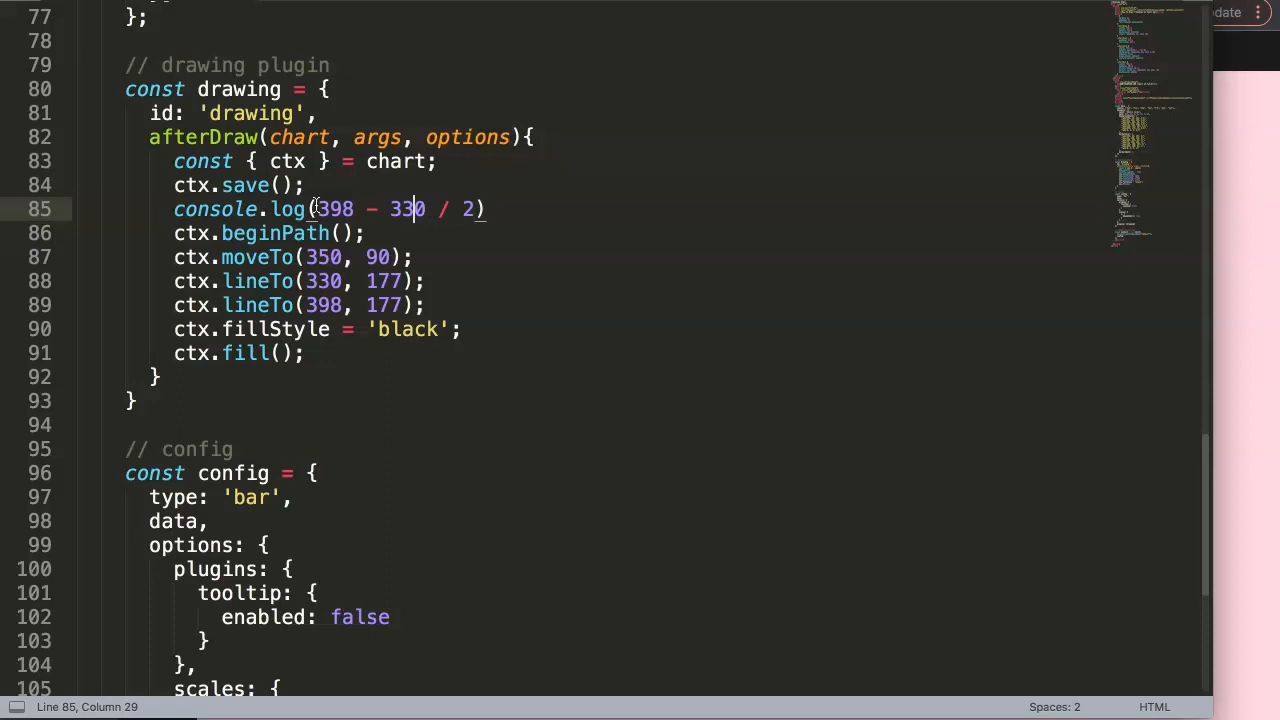 date
77 };
78
79 // drawing plugin
80 const drawing = {
81 id: 'drawing',
82 afterDraw(chart, args, options){
83 const { ctx } = chart;
84 ctx.save();
85 console.log(398 - 330 / 2)
86 ctx.beginPath();
87 ctx.moveTo(350, 90);
88 ctx.lineTo(330, 177);
89 ctx.lineTo(398, 177);
90 ctx.fillStyle = 'black';
91 ctx.fill();
92 }
93 }
94
95 // config
96 const config = {
97 type: 'bar',
98 data,
99 options: {
100 plugins: {
101 tooltip: {
102 enabled: false
103 }
104 },
105 scales: {
Line 85, Column 29
Spaces: 2
HTML